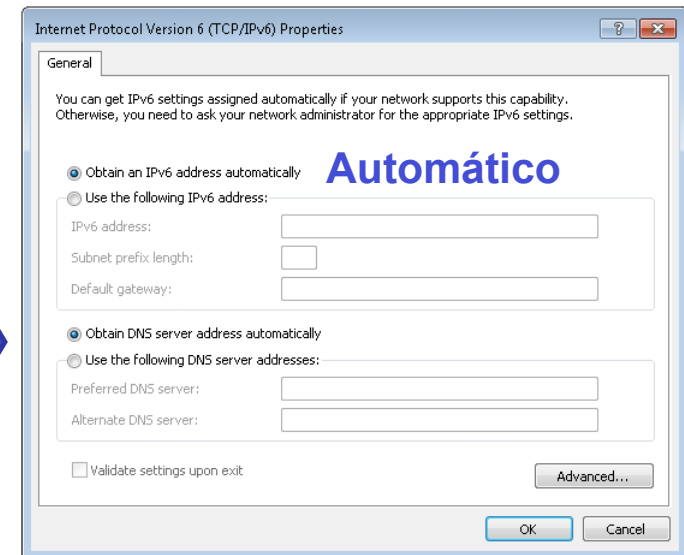 Internet Protocol Version 6 (TCP/IPv6) Properties
General
You can get IPv6 settings assigned automatically if your network supports this capability.
Otherwise, you need to ask your network administrator for the appropriate IPv6 settings.
Obtain an IPv6 address automatically
Automático
Use the following IPv6 address:
IPv6 address:
Subnet prefix length:
Default gateway:
Obtain DNS server address automatically
Use the following DNS server addresses:
Preferred DNS server:
Alternate DNS server:
Validate settings upon exit
Advanced...
OK
Cancel